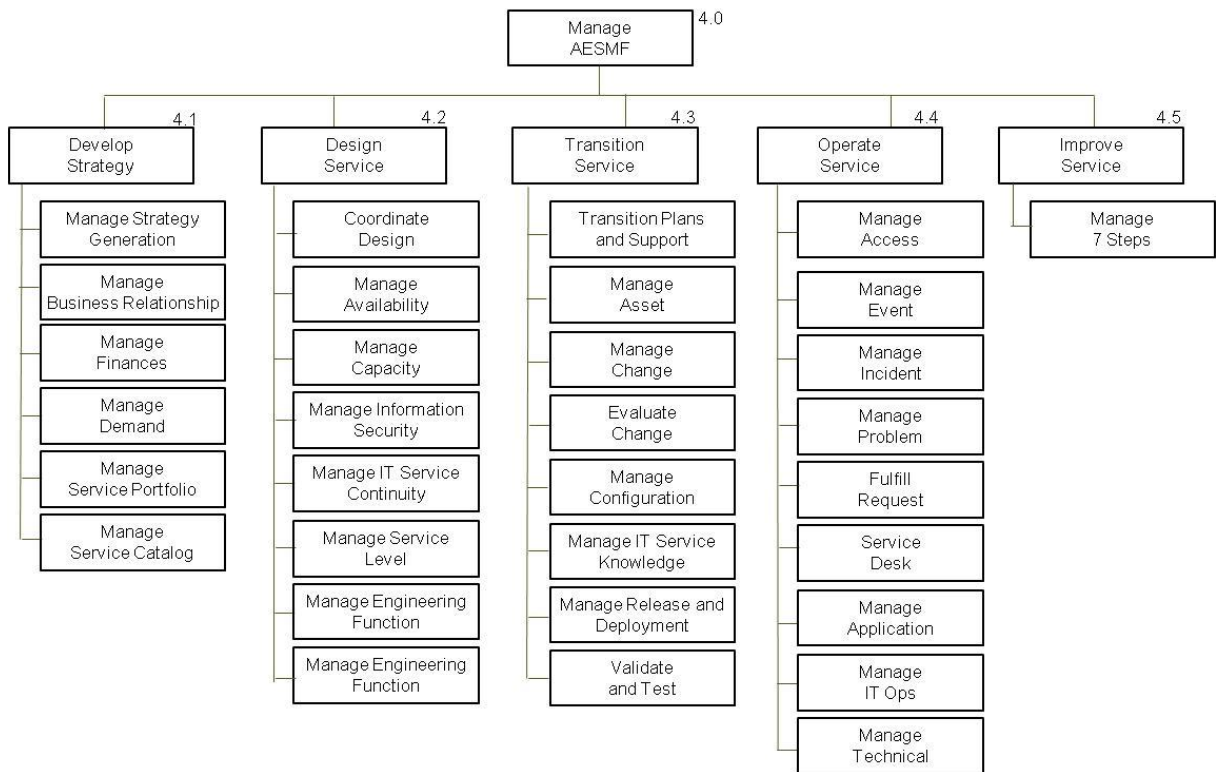 Manage
AESMF
4.0
4.1
Develop
Strategy
4.2
Design
Service
4.3
Transition
Service
4.4
Operate
Service
4.5
Improve
Service
Manage Strategy
Generation
Manage
Business Relationship
Manage
Finances
Manage
Demand
Manage
Service Portfolio
Manage
Service Catalog
Coordinate
Design
Manage
Availability
Manage
Capacity
Manage Information
Security
Manage IT Service
Continuity
Manage Service
Level
Manage Engineering
Function
Manage Engineering
Function
Transition Plans
and Support
Manage
Asset
Manage
Change
Evaluate
Change
Manage
Configuration
Manage IT Service
Knowledge
Manage Release and
Deployment
Validate
and Test
Manage
Access
Manage
Event
Manage
Incident
Manage
Problem
Fulfill
Request
Service
Desk
Manage
Application
Manage
IT Ops
Manage
Technical
Manage
7 Steps